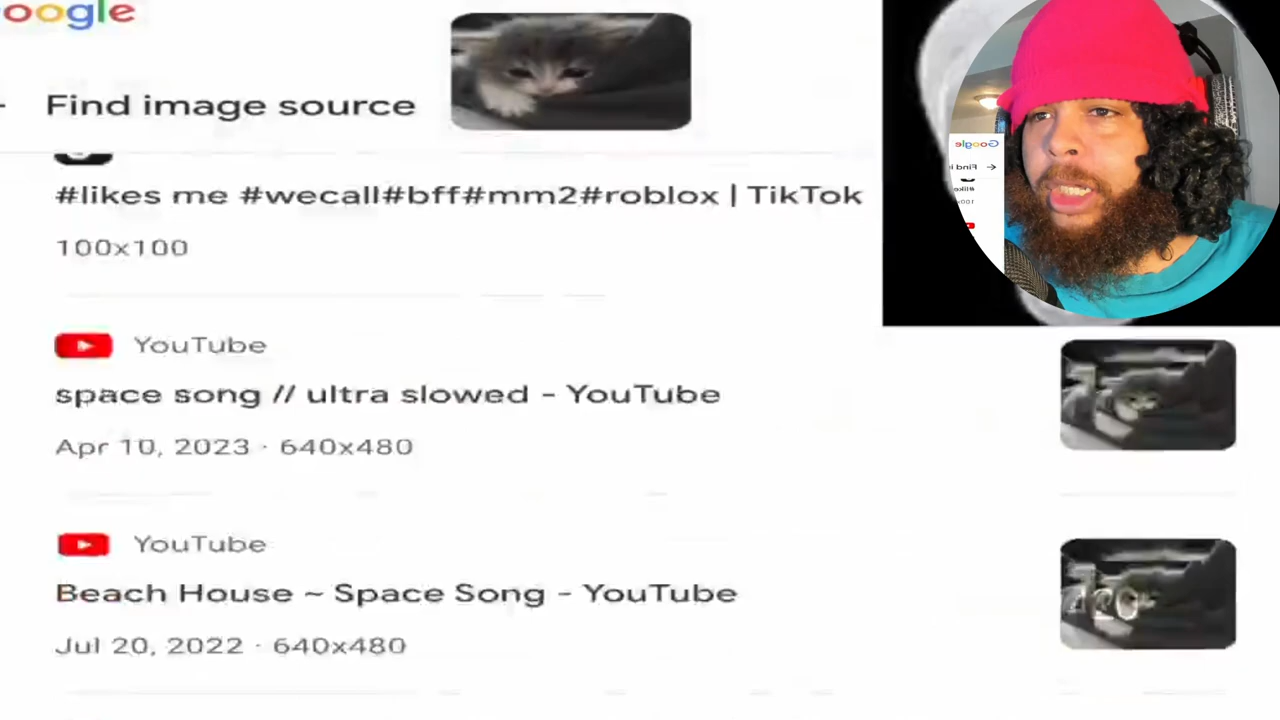 oogle
Find image source
#likes me #wecall#bff#mm2#roblox | TikTok
100x100
YouTube
space song // ultra slowed - YouTube
Apr 10, 2023 · 640x480
YouTube
Beach House ~ Space Song - YouTube
Jul 20, 2022 · 640x480
Google